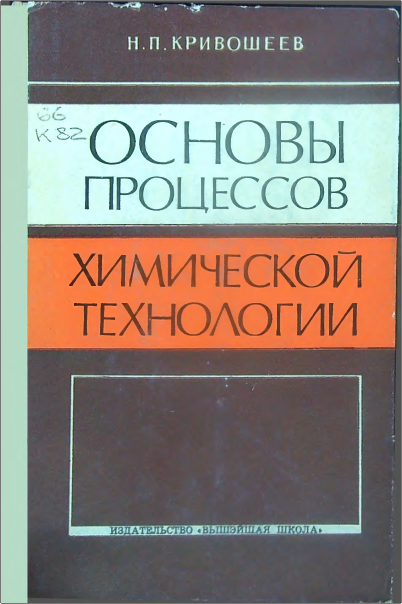 Н.П. КРИВОШЕЕВ
66
К 82
ОСНОВЫ
ПРОЦЕССОВ
ХИМИЧЕСКОЙ
ТЕХНОЛОГИИ
ИЗДАТЕЛЬСТВО «ВЫШЭЙШАЯ ШКОЛА»